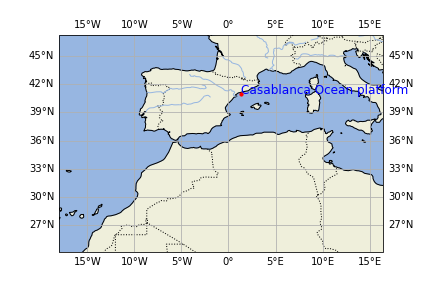 15°W 10°W 5°W 0° 5°E 10°E 15°E
45°N 45°N
42°N 42°N
Casablanca Ocean platform
39°N 39°N
36°N 36°N
33°N 33°N
30°N 30°N
27°N 27°N
15°W 10°W 5°W 0° 5°E 10°E 15°E